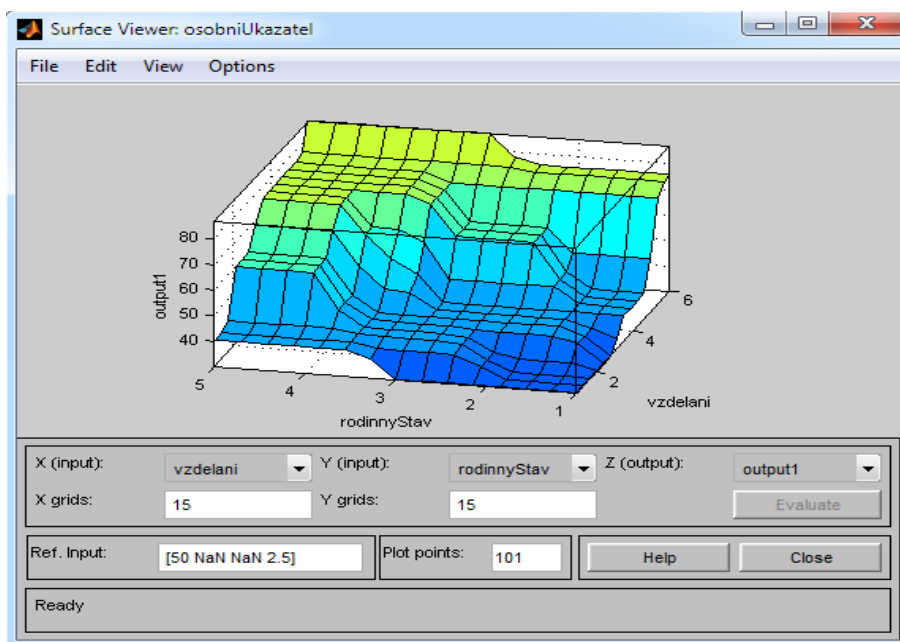 Surface Viewer: osobniUkazatel
File Edit View Options
80
70
60
50
40
output1
5
4
3
2
1
rodinnyStav
6
4
2
vzdelani
X (input): vzdelani Y (input): rodinnyStav Z (output): output1
X grids: 15 Y grids: 15 Evaluate
Ref. Input: [50 NaN NaN 2.5] Plot points: 101 Help Close
Ready